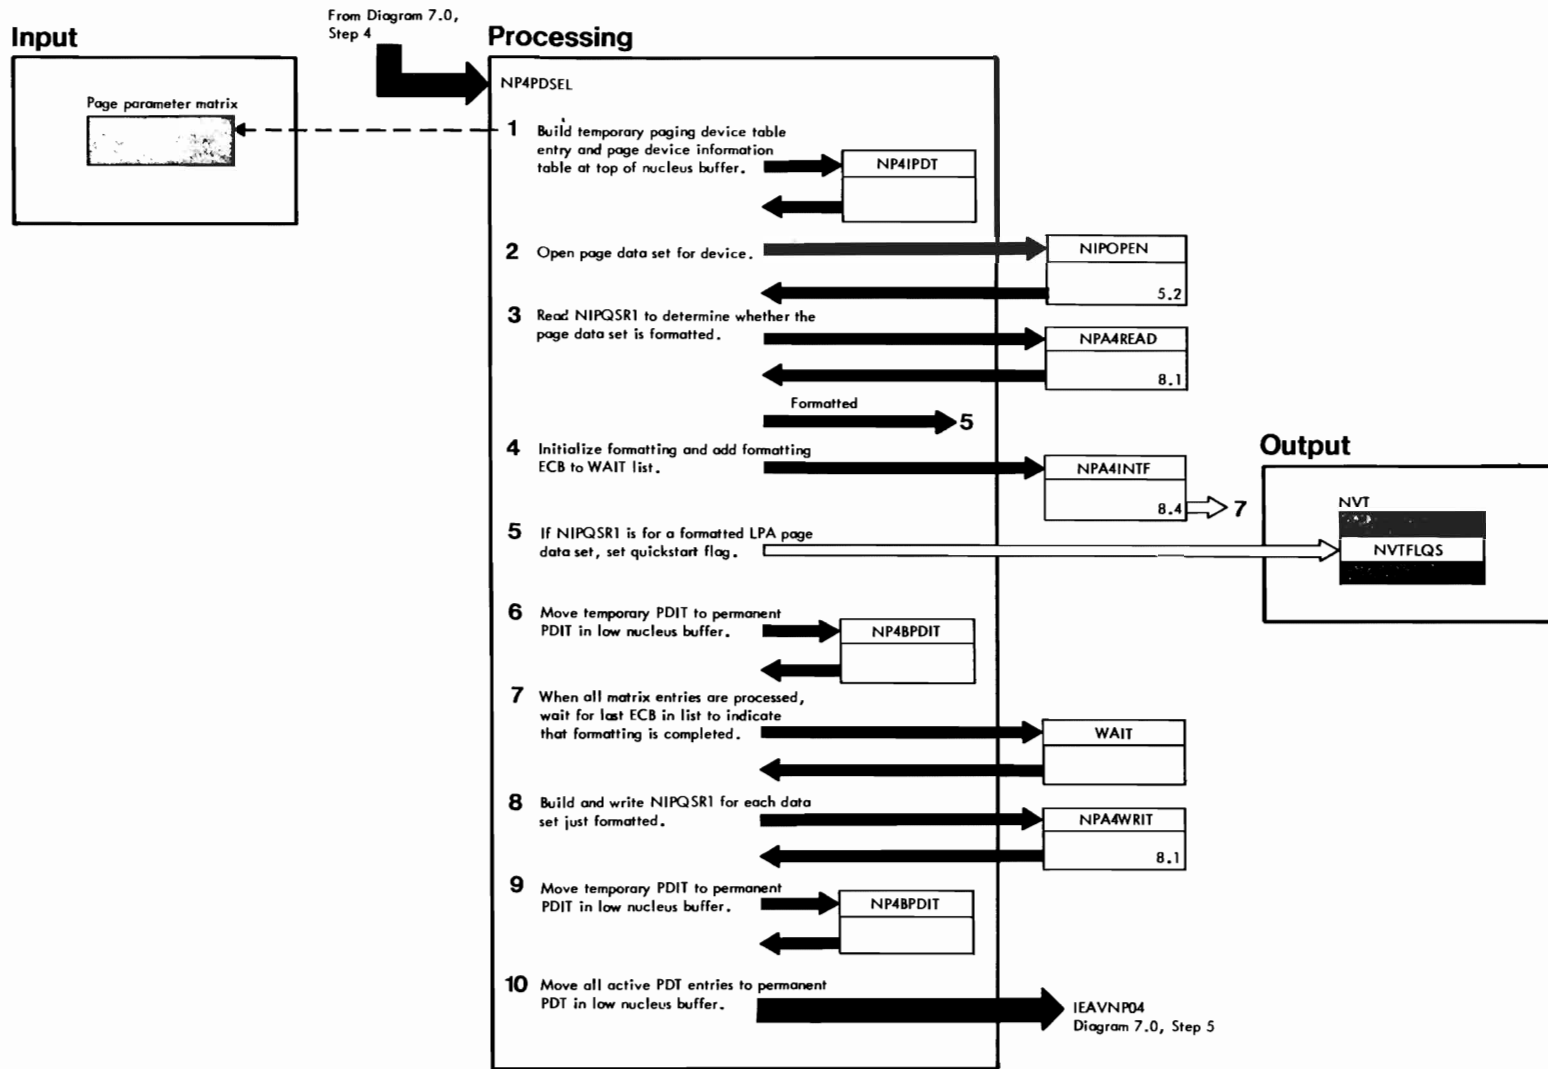 From Diagram 7.0,
Step 4
Input
Processing
Page parameter matrix
NP4PDSEL
1 Build temporary paging device table
entry and page device information
table at top of nucleus buffer.
NP4IPDT
2 Open page data set for device.
NIPOPEN
5.2
3 Read NIPQSR1 to determine whether the
page data set is formatted.
NPA4READ
8.1
Formatted
5
4 Initialize formatting and add formatting
ECB to WAIT list.
NPA4INTF
8.4
7
Output
NVT
NVTFLQS
5 If NIPQSR1 is for a formatted LPA page
data set, set quickstart flag.
6 Move temporary PDIT to permanent
PDIT in low nucleus buffer.
NP4BPDIT
7 When all matrix entries are processed,
wait for last ECB in list to indicate
that formatting is completed.
WAIT
8 Build and write NIPQSR1 for each data
set just formatted.
NPA4WRIT
8.1
9 Move temporary PDIT to permanent
PDIT in low nucleus buffer.
NP4BPDIT
10 Move all active PDT entries to permanent
PDT in low nucleus buffer.
IEAVNP04
Diagram 7.0, Step 5